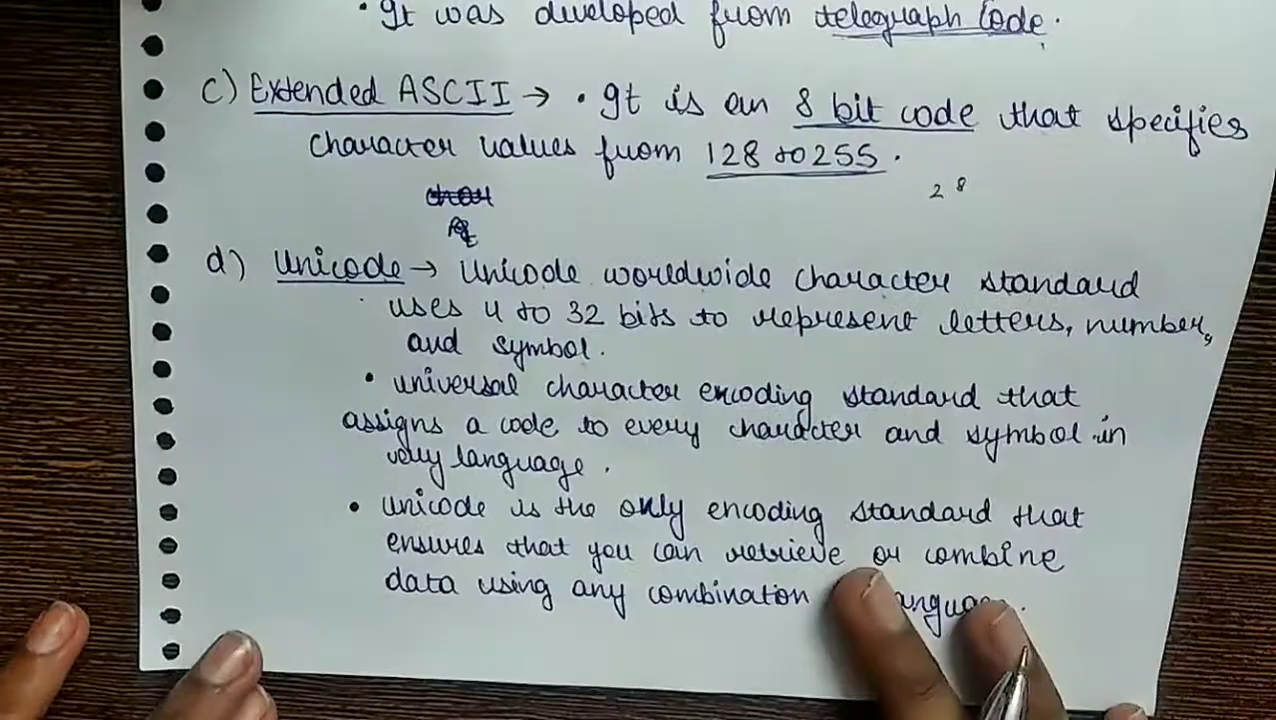 • It was developed from telegraph Code.
c) Extended ASCII → • It is an 8 bit code that specifies
character values from 128 to 255.
2 8
d) Unicode → Unicode worldwide character standard
uses 4 to 32 bits to represent letters, number,
and symbol.
• universal character encoding standard that
assigns a code to every character and symbol in
language.
• Unicode is the only encoding standard that
ensures that you can retrieve or combine
data using any combination